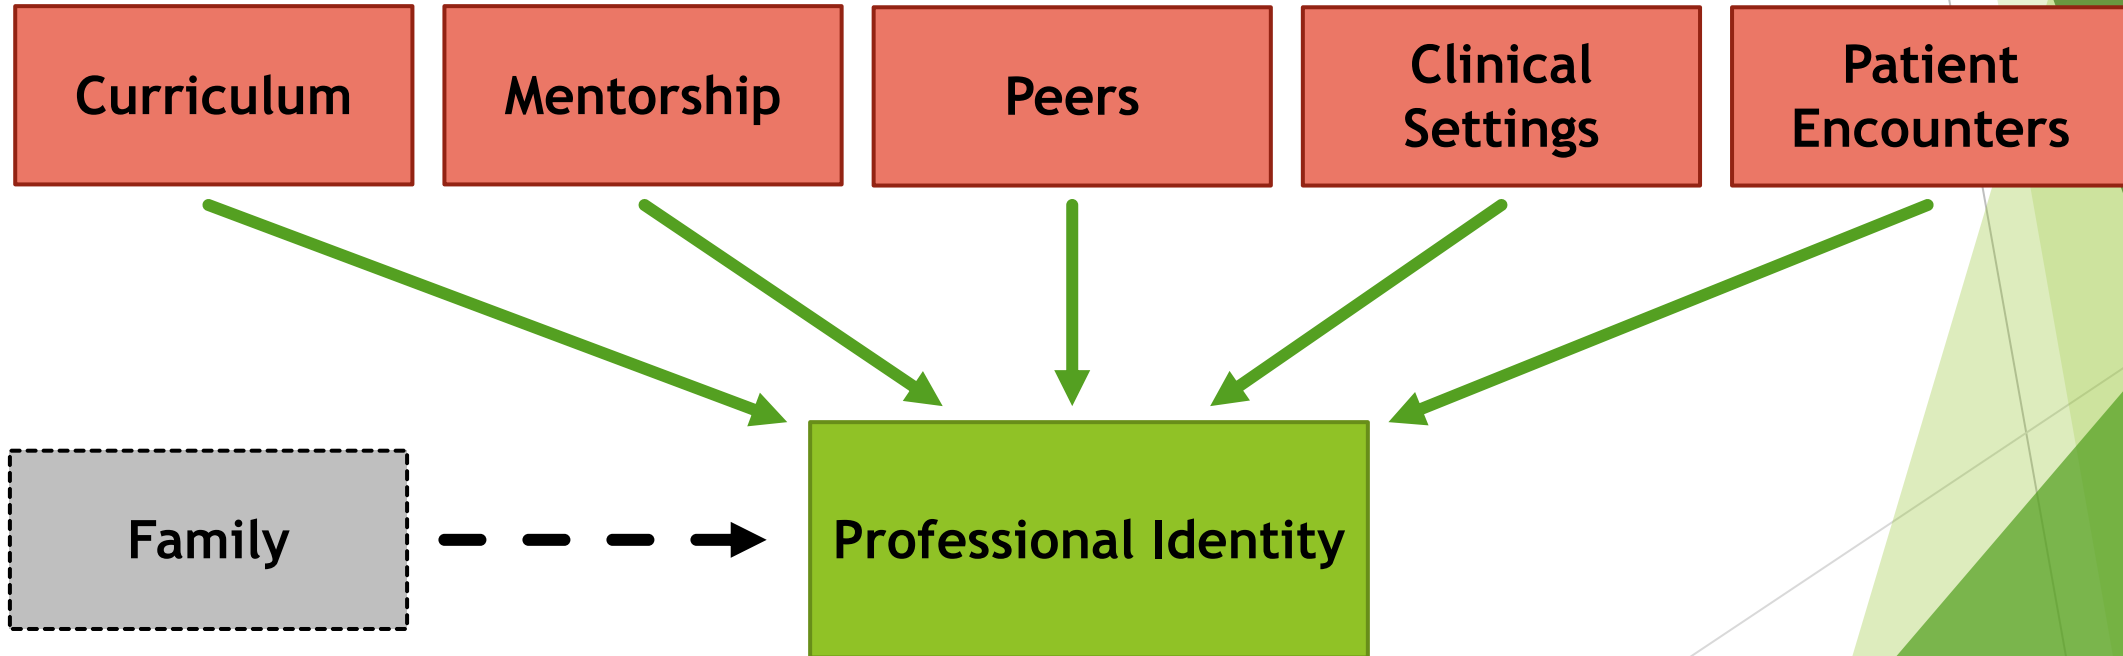 Curriculum
Mentorship
Peers
Clinical
Settings
Patient
Encounters
Family
Professional Identity